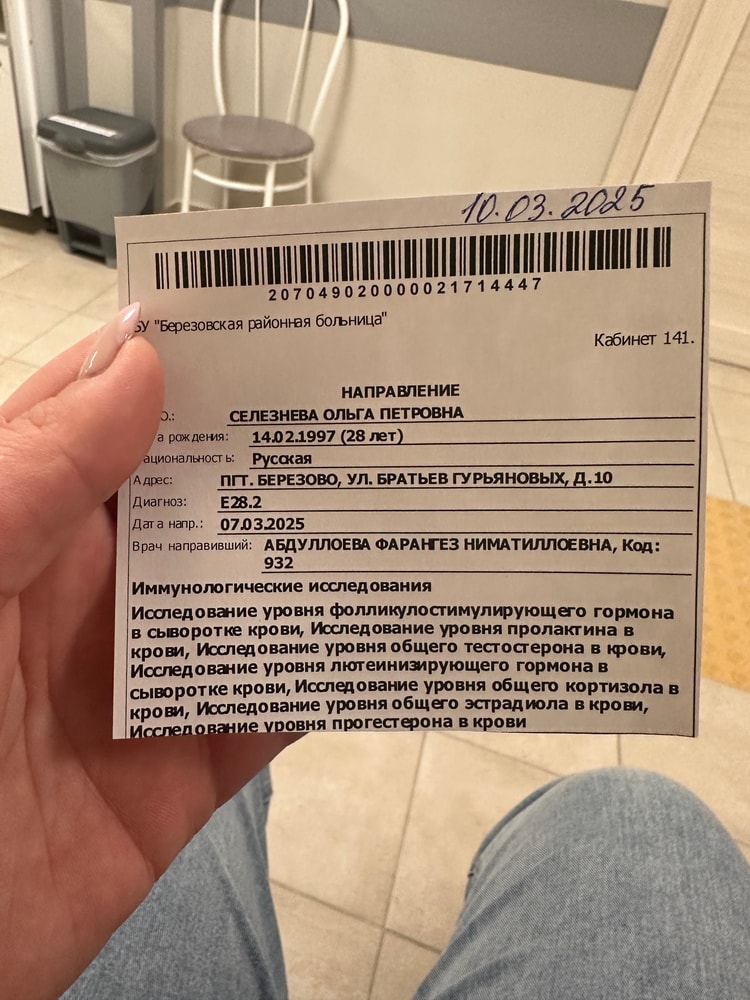 10.03.2025
2070490200000021714447
БУ "Березовская районная больница"
Кабинет 141.
НАПРАВЛЕНИЕ
О.: СЕЛЕЗНЕВА ОЛЬГА ПЕТРОВНА
а рождения: 14.02.1997 (28 лет)
ациональность: Русская
Адрес: ПГТ. БЕРЕЗОВО, УЛ. БРАТЬЕВ ГУРЬЯНОВЫХ, Д.10
Диагноз: E28.2
Дата напр.: 07.03.2025
Врач направивший: АБДУЛЛОЕВА ФАРАНГЕЗ НИМАТИЛЛОЕВНА, Код:
932
Иммунологические исследования
Исследование уровня фолликулостимулирующего гормона
в сыворотке крови, Исследование уровня пролактина в
крови, Исследование уровня общего тестостерона в крови,
Исследование уровня лютеинизирующего гормона в
сыворотке крови, Исследование уровня общего кортизола в
крови, Исследование уровня общего эстрадиола в крови,
Исследование уровня прогестерона в крови